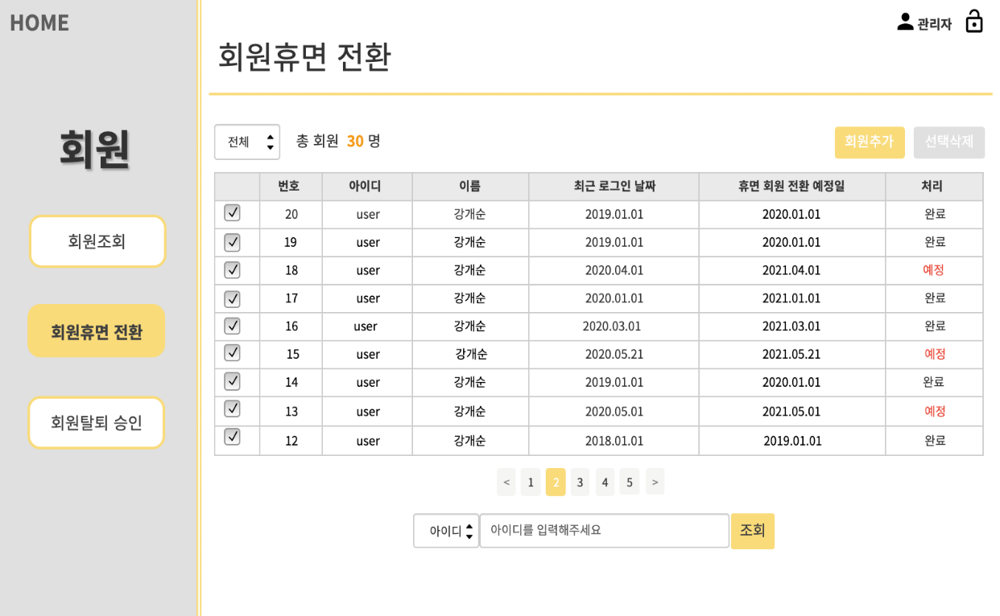 HOME
관리자
회원휴면 전환
회원
회원조회
회원휴면 전환
회원탈퇴 승인
전체 총 회원 30 명 회원추가 선택삭제
번호 아이디 이름 최근 로그인 날짜 휴면 회원 전환 예정일 처리
20 user 강개순 2019.01.01 2020.01.01 완료
19 user 강개순 2019.01.01 2020.01.01 완료
18 user 강개순 2020.04.01 2021.04.01 예정
17 user 강개순 2020.01.01 2021.01.01 완료
16 user 강개순 2020.03.01 2021.03.01 완료
15 user 강개순 2020.05.21 2021.05.21 예정
14 user 강개순 2019.01.01 2020.01.01 완료
13 user 강개순 2020.05.01 2021.05.01 예정
12 user 강개순 2018.01.01 2019.01.01 완료
< 1 2 3 4 5 >
아이디 아이디를 입력해주세요 조회